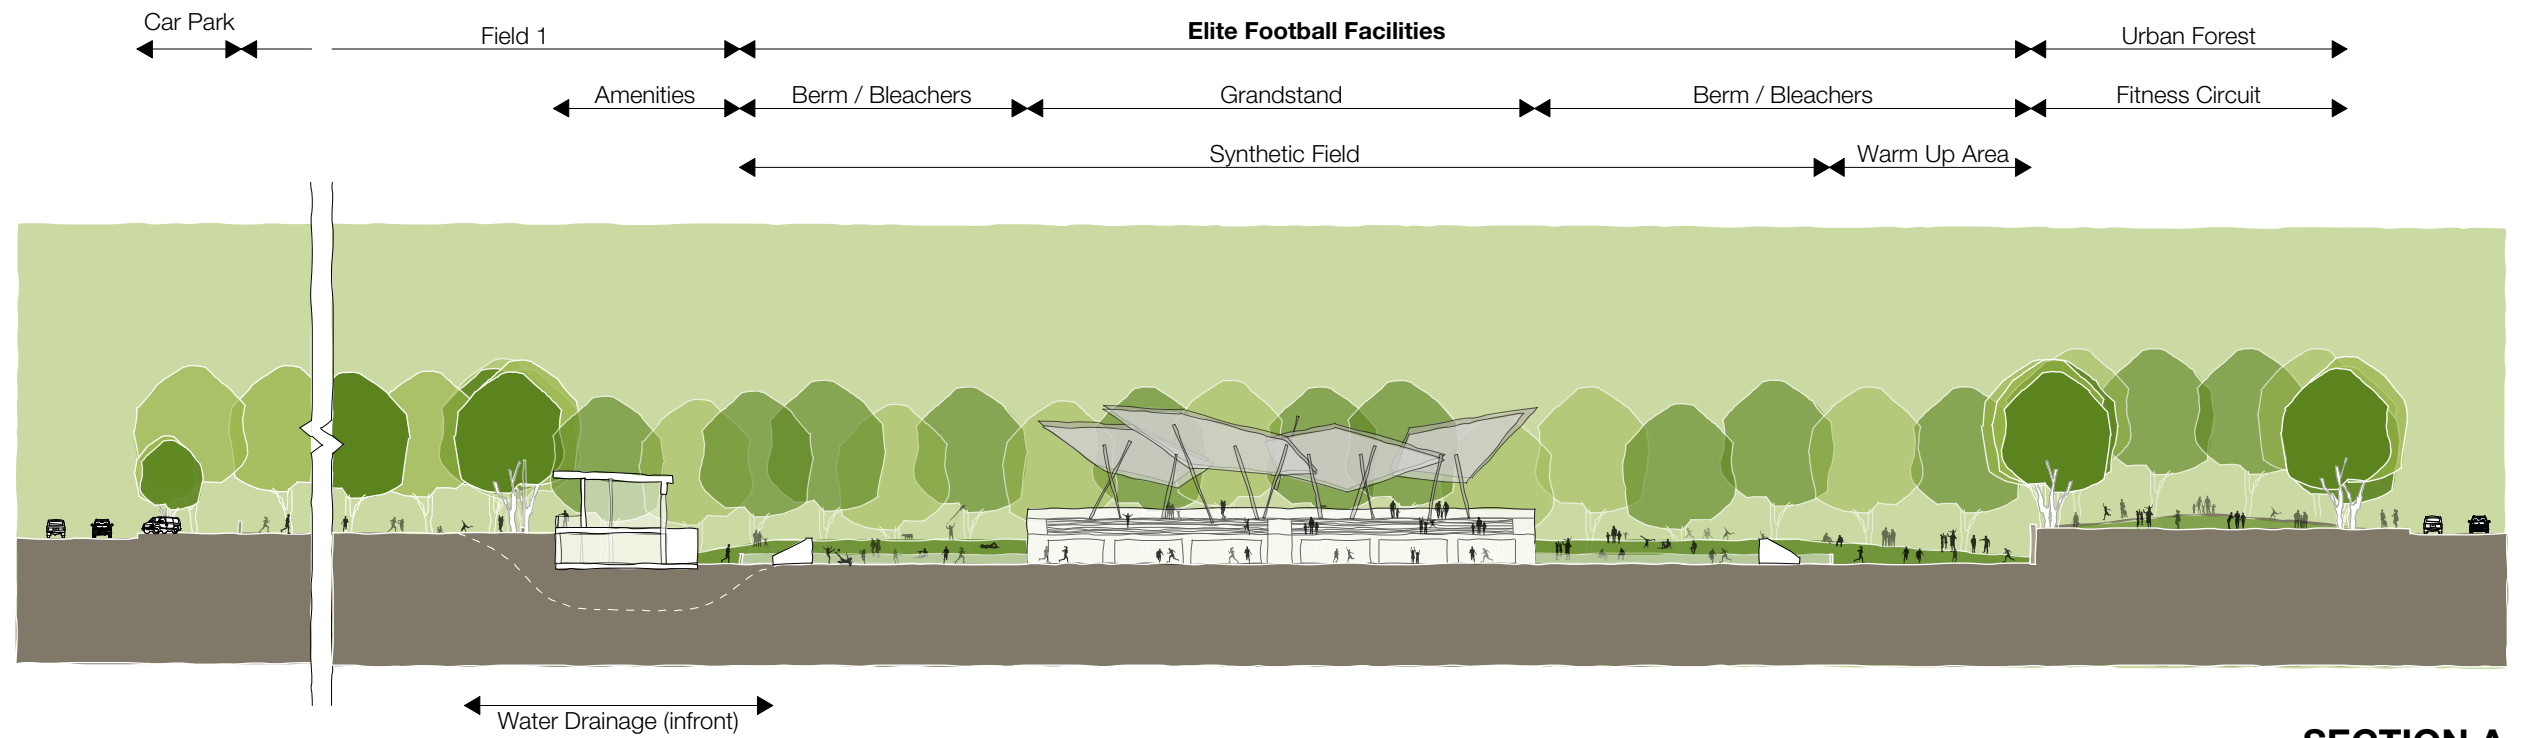 Car Park
Field 1
Elite Football Facilities
Urban Forest
Amenities
Berm / Bleachers
Grandstand
Berm / Bleachers
Fitness Circuit
Synthetic Field
Warm Up Area
Water Drainage (infront)
SECTION A